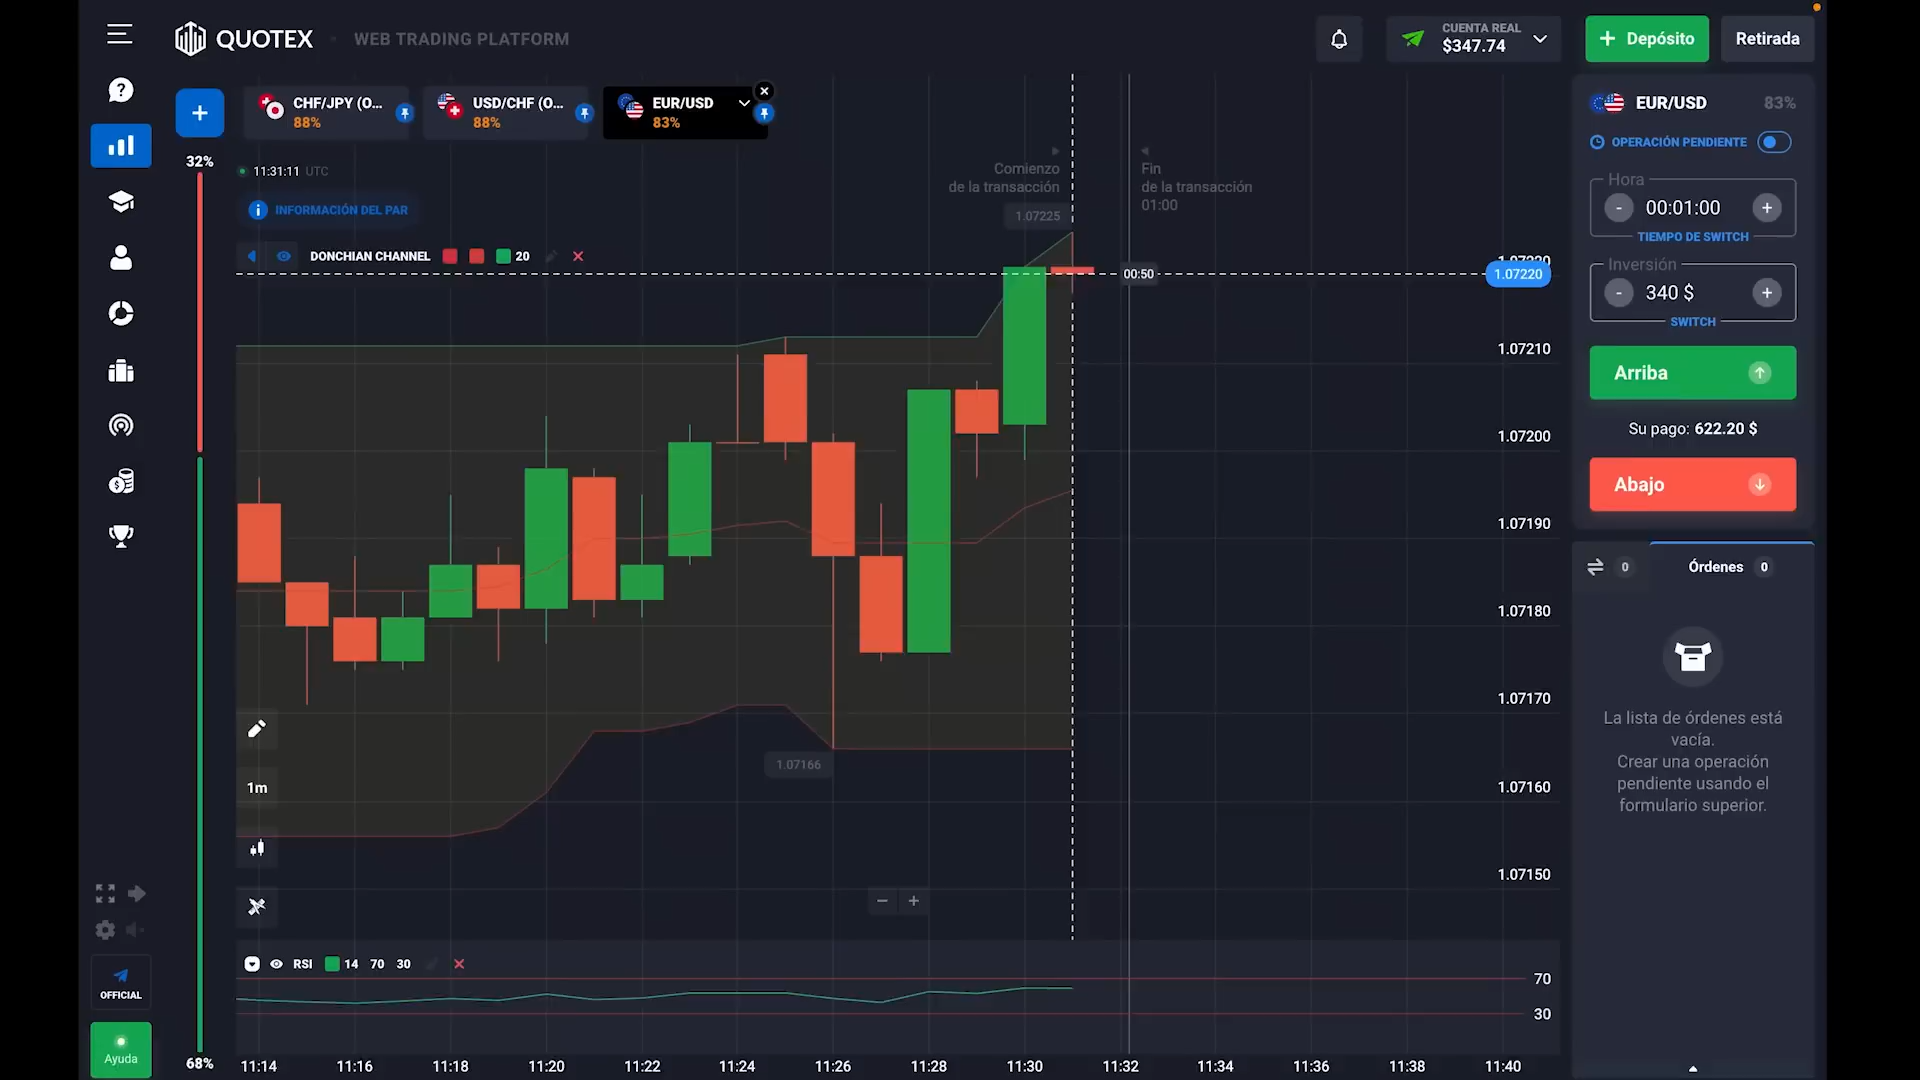 QUOTEX
WEB TRADING PLATFORM
CUENTA REAL
$347.74
+ Depósito
Retirada
CHF/JPY (O...
88%
USD/CHF (O...
88%
EUR/USD
83%
EUR/USD
83%
OPERACIÓN PENDIENTE
32%
11:31:11 UTC
Comienzo
de la transacción
Fin
de la transacción
01:00
Hora
- 00:01:00 +
TIEMPO DE SWITCH
INFORMACIÓN DEL PAR
1.07225
DONCHIAN CHANNEL
20
00:50
1.07220
Inversión
- 340 $ +
SWITCH
1.07210
Arriba
1.07200
Su pago: 622.20 $
Abajo
1.07190
0
Órdenes 0
1.07180
1.07170
La lista de órdenes está
vacía.
Crear una operación
pendiente usando el
formulario superior.
1.07166
1m
1.07160
1.07150
OFFICIAL
RSI
14 70 30
70
30
Ayuda
68%
11:14
11:16
11:18
11:20
11:22
11:24
11:26
11:28
11:30
11:32
11:34
11:36
11:38
11:40